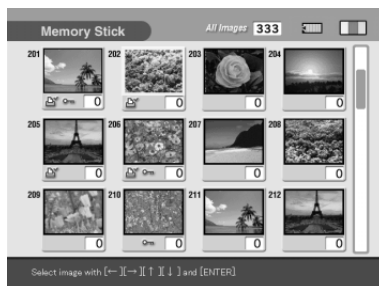 Memory Stick All Images 333
201 202 203 204
0 0 0 0
205 206 207 208
0 0 0 0
209 210 211 212
0 0 0 0
Select image with [←][→][↑][↓] and [ENTER]